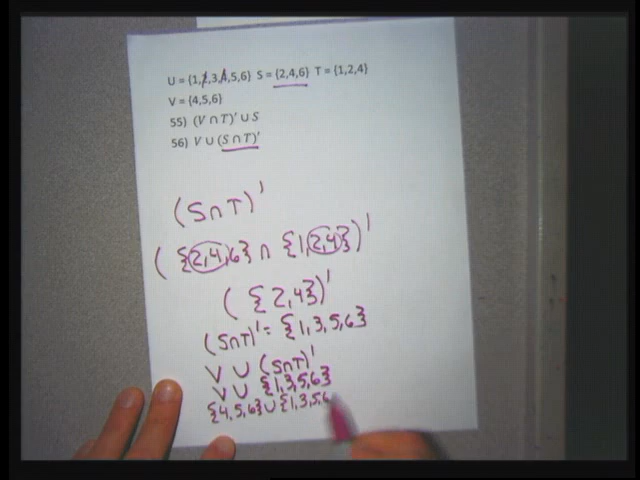 U = {1,2,3,4,5,6} S = {2,4,6} T = {1,2,4}
V = {4,5,6}
55) (V ∩ T)' ∪ S
56) V ∪ (S ∩ T)'
(S∩T)'
({2,4,6} ∩ {1,2,4})'
({2,4})'
(S∩T)' = {1,3,5,6}
V ∪ (S∩T)'
V ∪ {1,3,5,6}
{4,5,6} ∪ {1,3,5,6